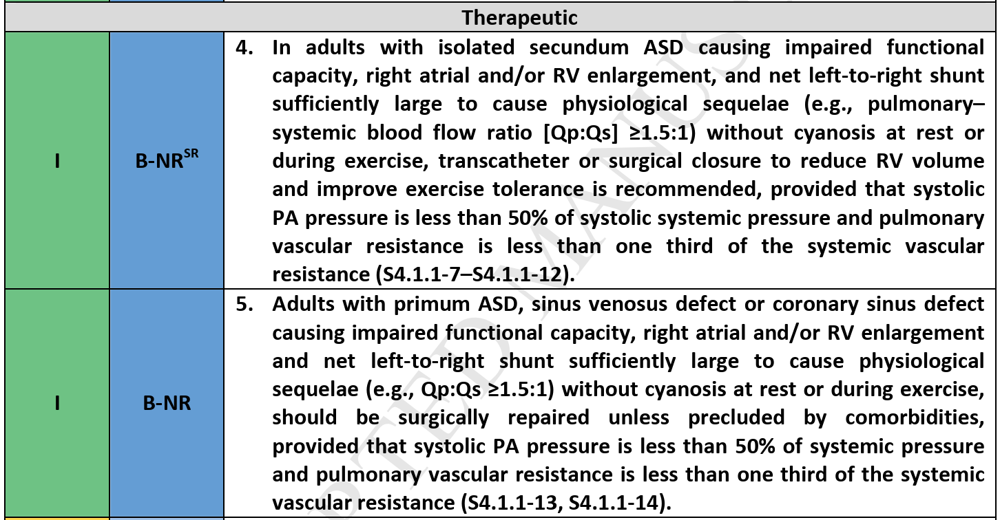 Therapeutic
I
B-NRSR
4. In adults with isolated secundum ASD causing impaired functional
capacity, right atrial and/or RV enlargement, and net left-to-right shunt
sufficiently large to cause physiological sequelae (e.g., pulmonary–
systemic blood flow ratio [Qp:Qs] ≥1.5:1) without cyanosis at rest or
during exercise, transcatheter or surgical closure to reduce RV volume
and improve exercise tolerance is recommended, provided that systolic
PA pressure is less than 50% of systolic systemic pressure and pulmonary
vascular resistance is less than one third of the systemic vascular
resistance (S4.1.1-7–S4.1.1-12).
I
B-NR
5. Adults with primum ASD, sinus venosus defect or coronary sinus defect
causing impaired functional capacity, right atrial and/or RV enlargement
and net left-to-right shunt sufficiently large to cause physiological
sequelae (e.g., Qp:Qs ≥1.5:1) without cyanosis at rest or during exercise,
should be surgically repaired unless precluded by comorbidities,
provided that systolic PA pressure is less than 50% of systemic pressure
and pulmonary vascular resistance is less than one third of the systemic
vascular resistance (S4.1.1-13, S4.1.1-14).
PTED MANUS